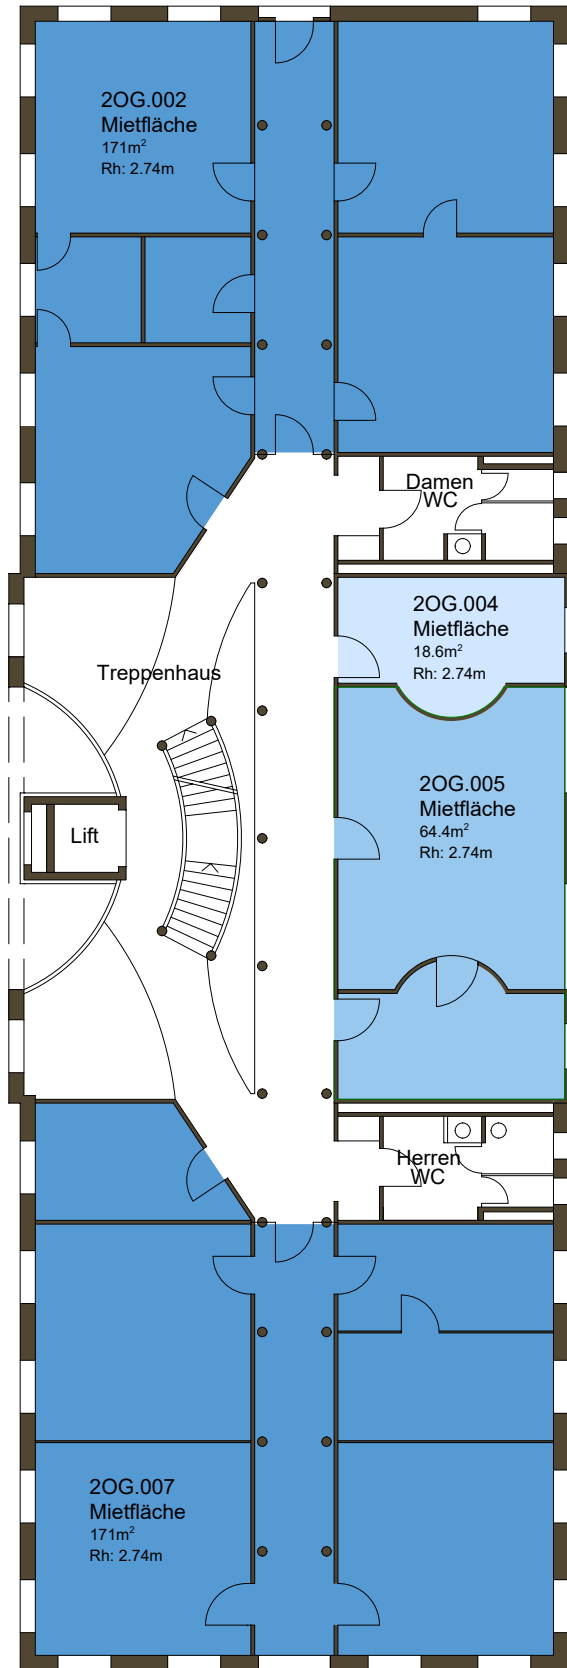 2OG.002
Mietfläche
171m²
Rh: 2.74m
Damen
WC
2OG.004
Mietfläche
18.6m²
Rh: 2.74m
Treppenhaus
2OG.005
Mietfläche
64.4m²
Rh: 2.74m
Lift
Herren
WC
2OG.007
Mietfläche
171m²
Rh: 2.74m